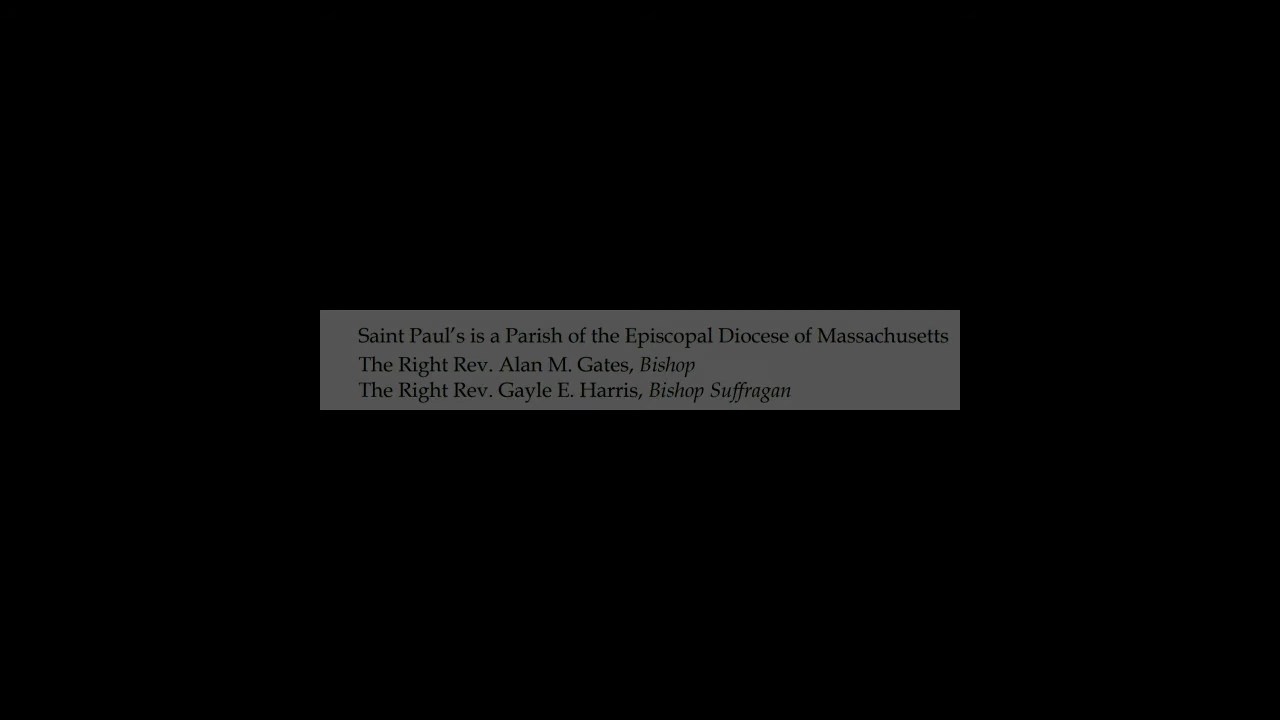 Saint Paul's is a Parish of the Episcopal Diocese of Massachusetts
The Right Rev. Alan M. Gates, Bishop
The Right Rev. Gayle E. Harris, Bishop Suffragan